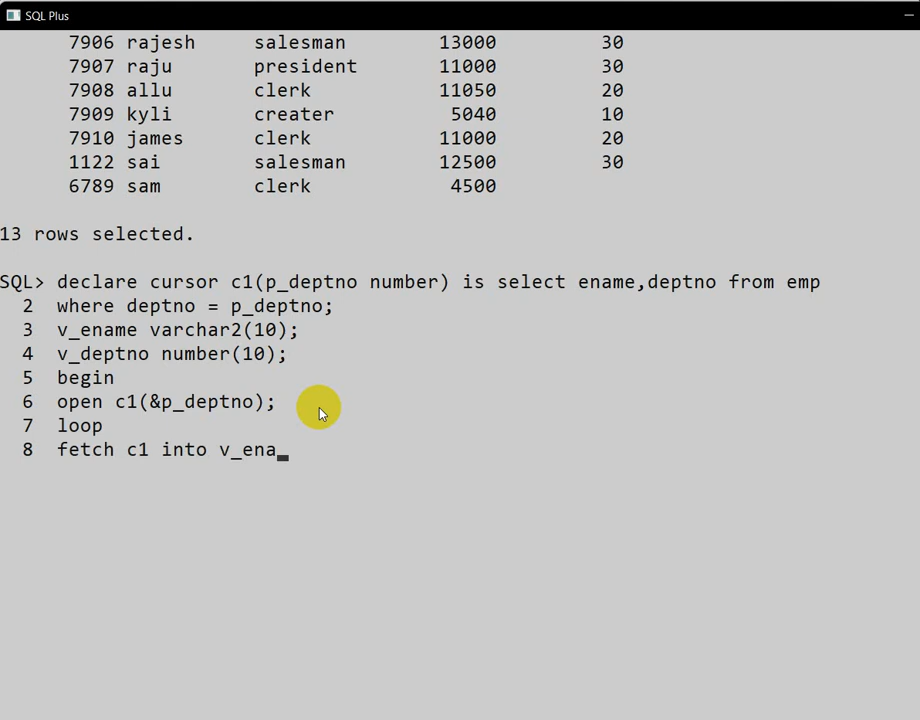 SQL Plus
7906 rajesh salesman 13000 30
7907 raju president 11000 30
7908 allu clerk 11050 20
7909 kyli creater 5040 10
7910 james clerk 11000 20
1122 sai salesman 12500 30
6789 sam clerk 4500
13 rows selected.
SQL> declare cursor c1(p_deptno number) is select ename,deptno from emp
2 where deptno = p_deptno;
3 v_ename varchar2(10);
4 v_deptno number(10);
5 begin
6 open c1(&p_deptno);
7 loop
8 fetch c1 into v_ena